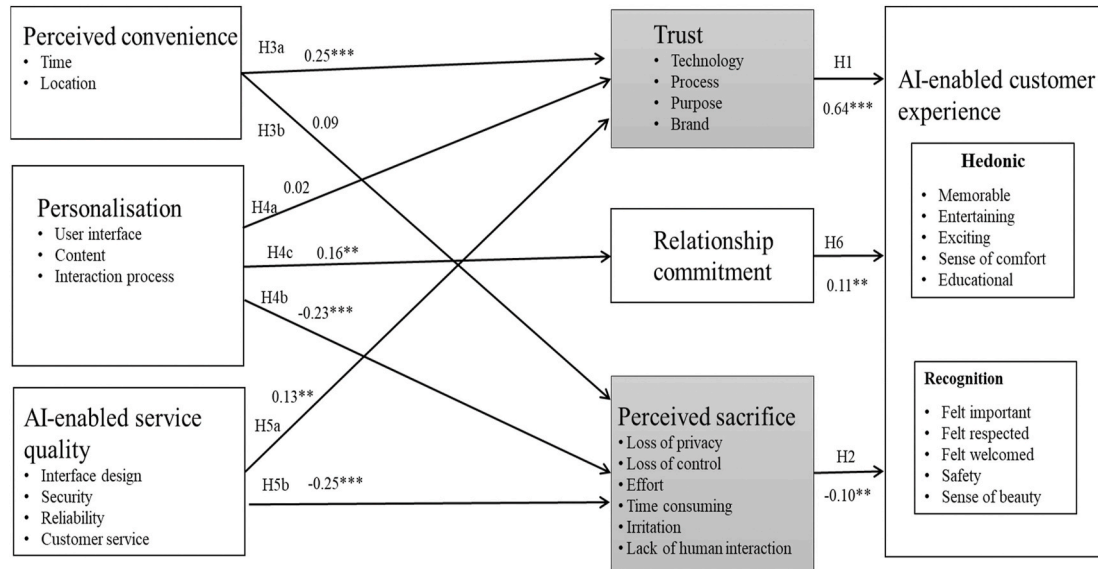 Perceived convenience
• Time
• Location
Personalisation
• User interface
• Content
• Interaction process
AI-enabled service
quality
• Interface design
• Security
• Reliability
• Customer service
H3a
0.25***
H3b
0.09
H4a
0.02
H4c
0.16**
H4b
-0.23***
0.13**
H5a
H5b
-0.25***
Trust
• Technology
• Process
• Purpose
• Brand
Relationship
commitment
Perceived sacrifice
• Loss of privacy
• Loss of control
• Effort
• Time consuming
• Irritation
• Lack of human interaction
H1
0.64***
H6
0.11**
H2
-0.10**
AI-enabled customer
experience
Hedonic
• Memorable
• Entertaining
• Exciting
• Sense of comfort
• Educational
Recognition
• Felt important
• Felt respected
• Felt welcomed
• Safety
• Sense of beauty